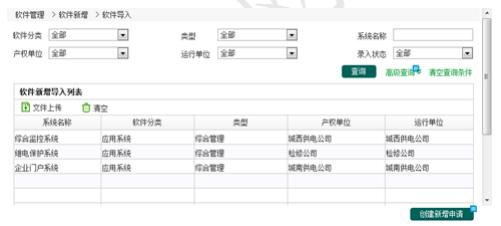 软件管理 > 软件新增 > 软件导入
软件分类 全部 类型 全部 系统名称
产权单位 全部 运行单位 全部 录入状态 全部
查询 高级查询 清空查询条件
软件新增导入列表
文件上传 清空
系统名称 软件分类 类型 产权单位 运行单位
综合监控系统 应用系统 综合管理 城西供电公司 城西供电公司
继电保护系统 应用系统 综合管理 检修公司 检修公司
企业门户系统 应用系统 综合管理 城南供电公司 城南供电公司
创建新增申请